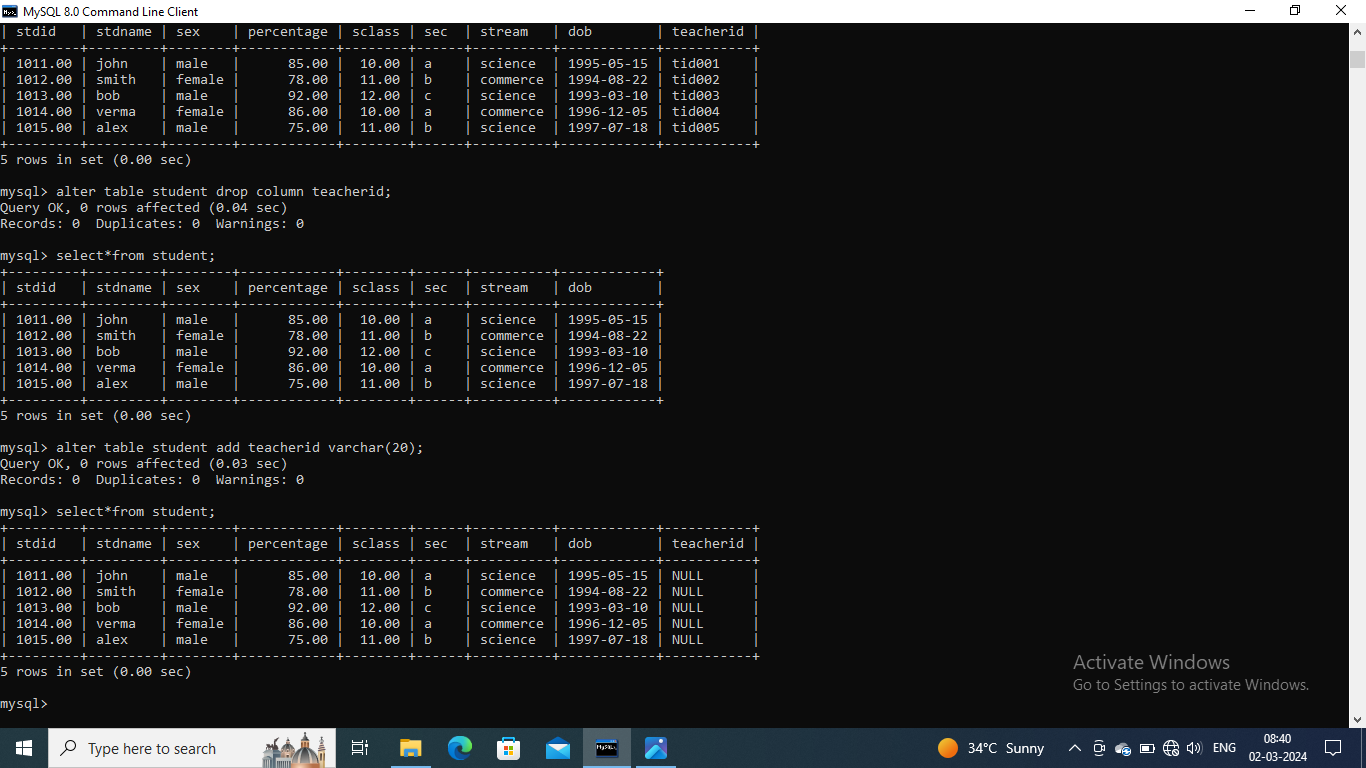 MySQL 8.0 Command Line Client
| stdid   | stdname | sex    | percentage | sclass | sec  | stream   | dob        | teacherid |
+---------+---------+--------+------------+--------+------+----------+------------+-----------+
| 1011.00 | john    | male   |      85.00 |  10.00 | a    | science  | 1995-05-15 | tid001    |
| 1012.00 | smith   | female |      78.00 |  11.00 | b    | commerce | 1994-08-22 | tid002    |
| 1013.00 | bob     | male   |      92.00 |  12.00 | c    | science  | 1993-03-10 | tid003    |
| 1014.00 | verma   | female |      86.00 |  10.00 | a    | commerce | 1996-12-05 | tid004    |
| 1015.00 | alex    | male   |      75.00 |  11.00 | b    | science  | 1997-07-18 | tid005    |
+---------+---------+--------+------------+--------+------+----------+------------+-----------+
5 rows in set (0.00 sec)
mysql> alter table student drop column teacherid;
Query OK, 0 rows affected (0.04 sec)
Records: 0  Duplicates: 0  Warnings: 0
mysql> select*from student;
+---------+---------+--------+------------+--------+------+----------+------------+
| stdid   | stdname | sex    | percentage | sclass | sec  | stream   | dob        |
+---------+---------+--------+------------+--------+------+----------+------------+
| 1011.00 | john    | male   |      85.00 |  10.00 | a    | science  | 1995-05-15 |
| 1012.00 | smith   | female |      78.00 |  11.00 | b    | commerce | 1994-08-22 |
| 1013.00 | bob     | male   |      92.00 |  12.00 | c    | science  | 1993-03-10 |
| 1014.00 | verma   | female |      86.00 |  10.00 | a    | commerce | 1996-12-05 |
| 1015.00 | alex    | male   |      75.00 |  11.00 | b    | science  | 1997-07-18 |
+---------+---------+--------+------------+--------+------+----------+------------+
5 rows in set (0.00 sec)
mysql> alter table student add teacherid varchar(20);
Query OK, 0 rows affected (0.03 sec)
Records: 0  Duplicates: 0  Warnings: 0
mysql> select*from student;
+---------+---------+--------+------------+--------+------+----------+------------+-----------+
| stdid   | stdname | sex    | percentage | sclass | sec  | stream   | dob        | teacherid |
+---------+---------+--------+------------+--------+------+----------+------------+-----------+
| 1011.00 | john    | male   |      85.00 |  10.00 | a    | science  | 1995-05-15 | NULL      |
| 1012.00 | smith   | female |      78.00 |  11.00 | b    | commerce | 1994-08-22 | NULL      |
| 1013.00 | bob     | male   |      92.00 |  12.00 | c    | science  | 1993-03-10 | NULL      |
| 1014.00 | verma   | female |      86.00 |  10.00 | a    | commerce | 1996-12-05 | NULL      |
| 1015.00 | alex    | male   |      75.00 |  11.00 | b    | science  | 1997-07-18 | NULL      |
+---------+---------+--------+------------+--------+------+----------+------------+-----------+
5 rows in set (0.00 sec)
mysql>
Activate Windows
Go to Settings to activate Windows.
Type here to search
34°C Sunny
ENG
08:40
02-03-2024